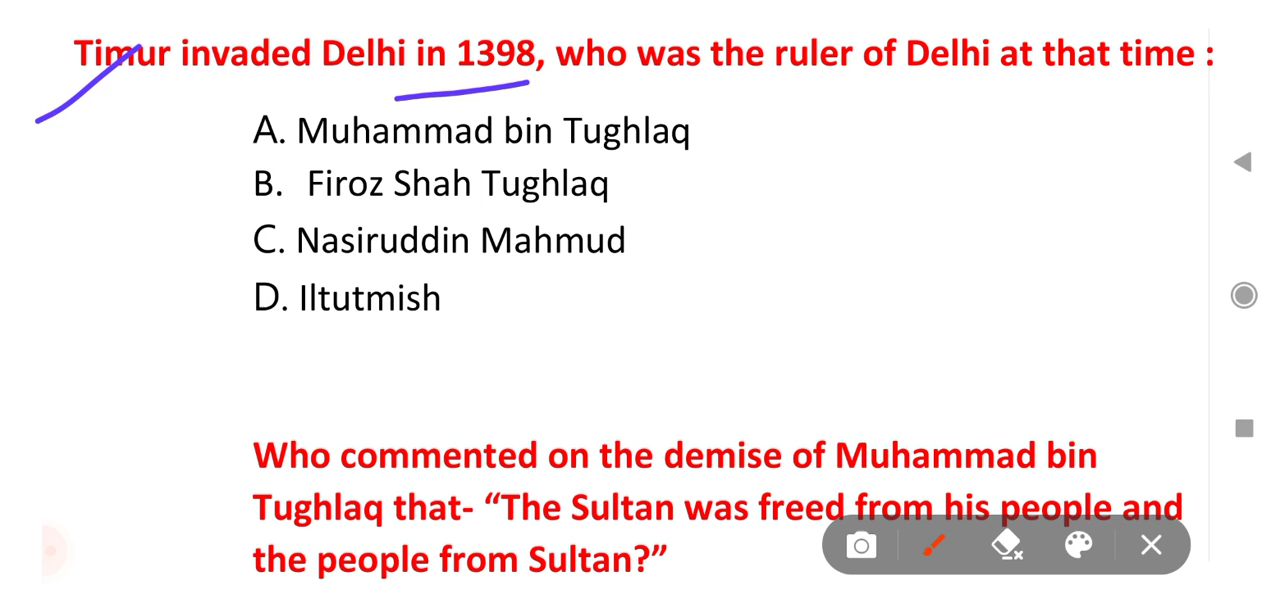 Timur invaded Delhi in 1398, who was the ruler of Delhi at that time :
A. Muhammad bin Tughlaq
B. Firoz Shah Tughlaq
C. Nasiruddin Mahmud
D. Iltutmish
Who commented on the demise of Muhammad bin
Tughlaq that- “The Sultan was freed from his people and
the people from Sultan?”